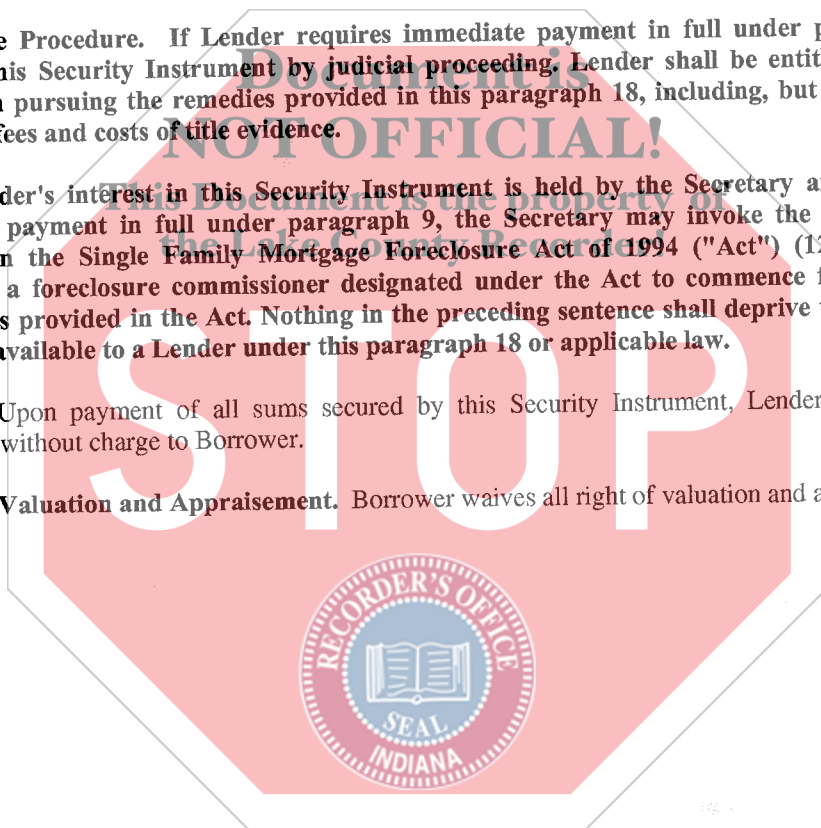 Procedure. If Lender requires immediate payment in full under
Security Instrument by judicial proceeding. Lender shall be
pursuing the remedies provided in this paragraph 18, including, but
fees and costs of title evidence.
interest in this Security Instrument is held by the Secretary
payment in full under paragraph 9, the Secretary may invoke the
the Single Family Mortgage Foreclosure Act of 1994 ("Act")
a foreclosure commissioner designated under the Act to commence
provided in the Act. Nothing in the preceding sentence shall deprive
available to a Lender under this paragraph 18 or applicable law.
Upon payment of all sums secured by this Security Instrument, Lender
without charge to Borrower.
Valuation and Appraisement. Borrower waives all right of valuation and
Document is
NOT OFFICIAL!
This Document is the property of
the Lake County Recorder!
STOP
RECORDER'S OFFICE
SEAL
INDIANA